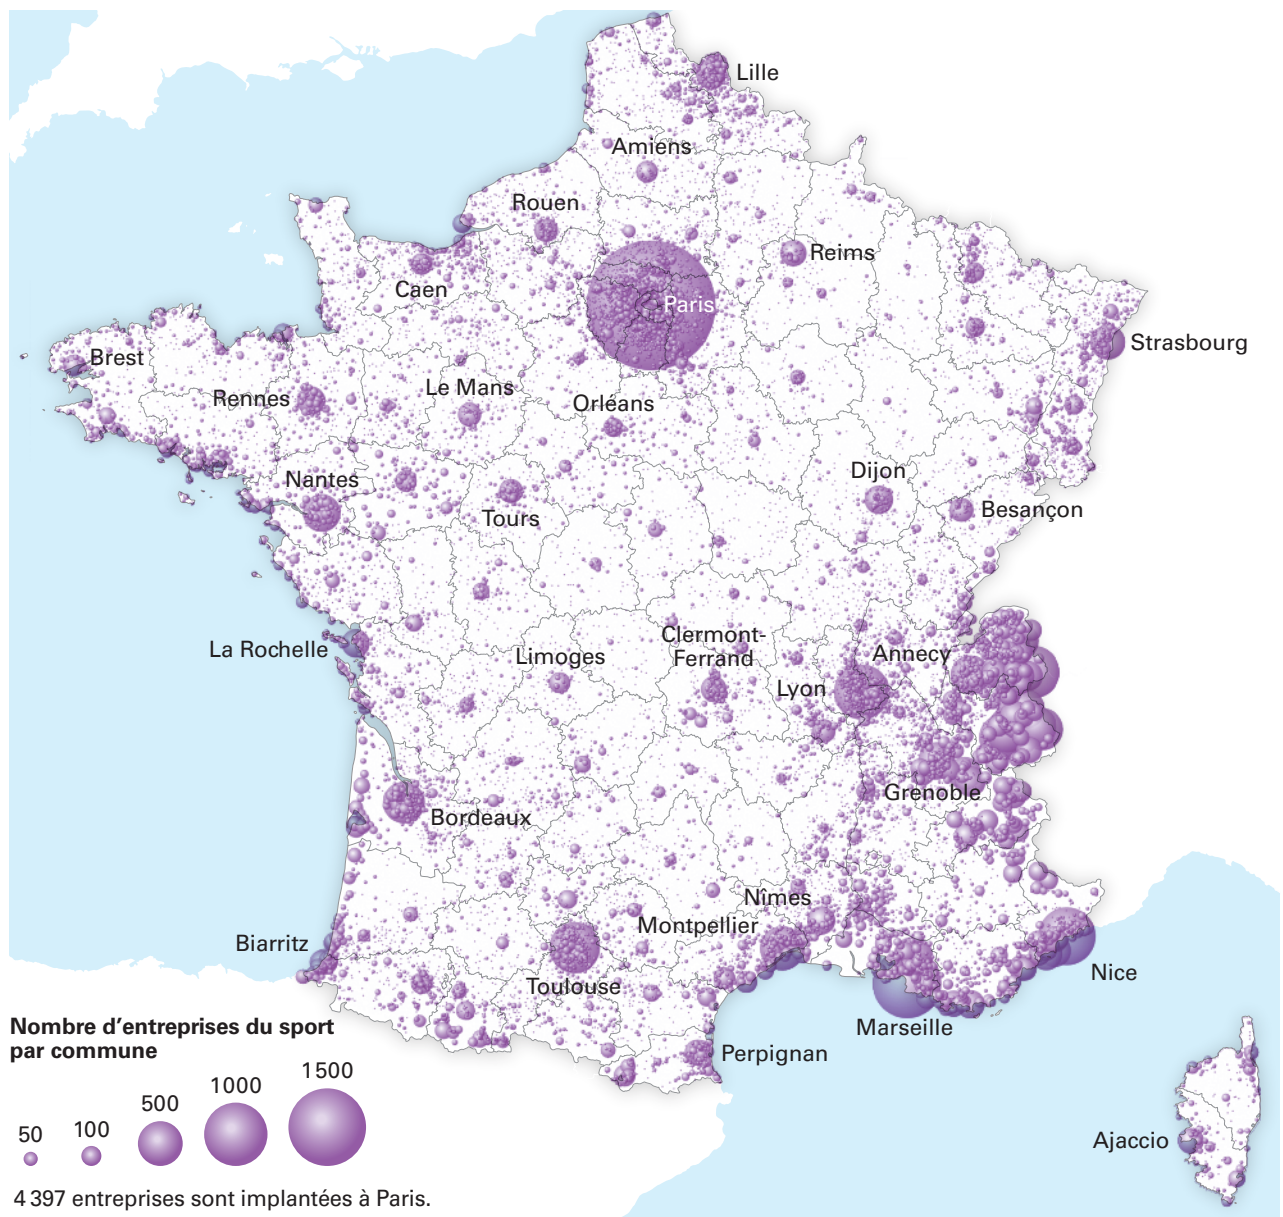 Lille
Amiens
Rouen
Reims
Caen
Paris
Strasbourg
Brest
Rennes
Le Mans
Orléans
Nantes
Tours
Dijon
Besançon
La Rochelle
Limoges
Clermont-
Ferrand
Annecy
Lyon
Grenoble
Bordeaux
Nîmes
Montpellier
Biarritz
Toulouse
Nice
Marseille
Perpignan
Ajaccio
Nombre d’entreprises du sport
par commune
50
100
500
1000
1500
4 397 entreprises sont implantées à Paris.